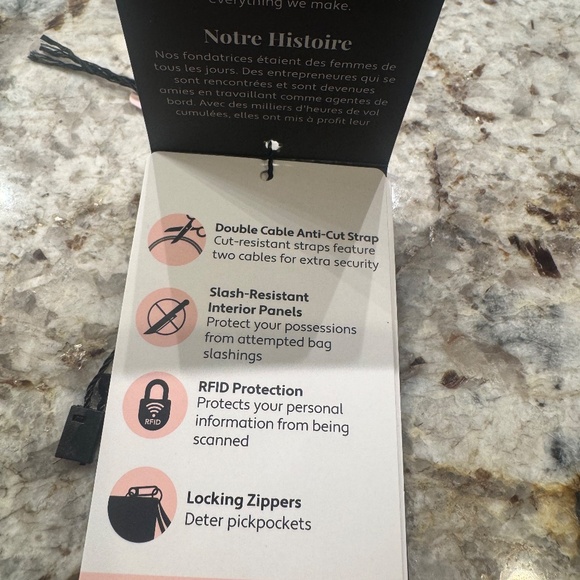 everything we make.
Notre Histoire
Nos fondatrices étaient des femmes de
tous les jours. Des entrepreneures qui se
sont rencontrées et sont devenues
amies en travaillant comme agentes de
bord. Avec des milliers d'heures de vol
cumulées, elles ont mis à profit leur
Double Cable Anti-Cut Strap
Cut-resistant straps feature
two cables for extra security
Slash-Resistant
Interior Panels
Protect your possessions
from attempted bag
slashings
RFID Protection
Protects your personal
information from being
scanned
RFID
Locking Zippers
Deter pickpockets